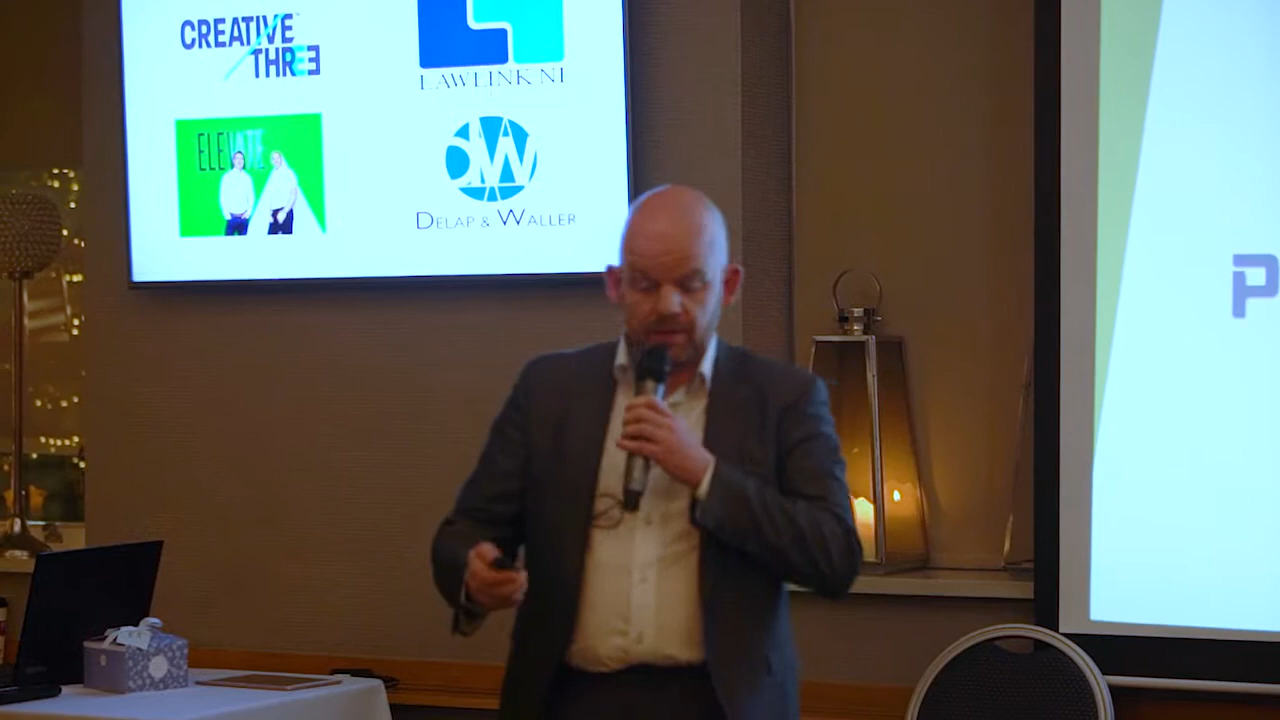 CREATIVE
THREE
LAWLINK NI
ELEVATE
DW
DELAP & WALLER
P